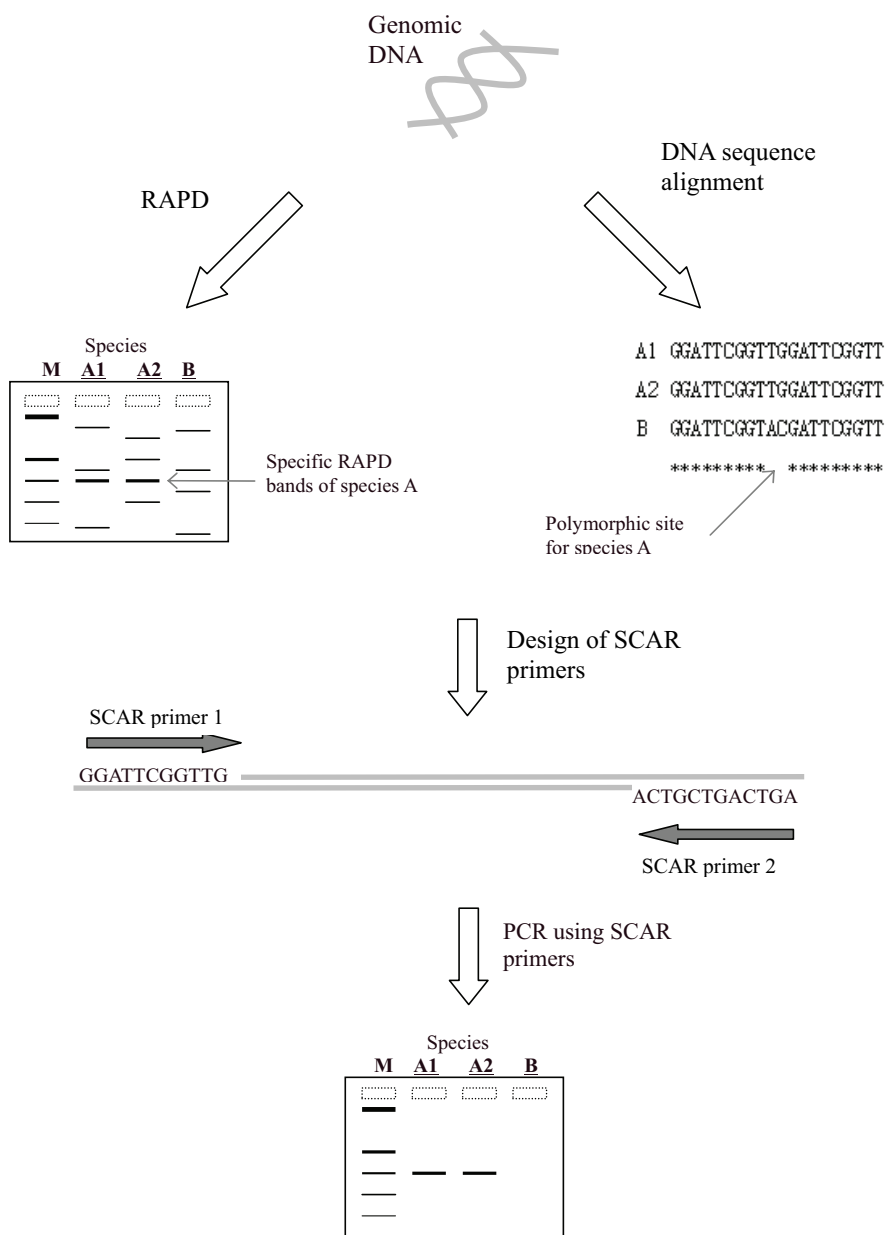 Genomic
DNA
DNA sequence
alignment
RAPD
Species
M A1 A2 B
Specific RAPD
bands of species A
A1 GGATTCGGTTGGATTCGGTT
A2 GGATTCGGTTGGATTCGGTT
B GGATTCGGTACGATTCGGTT
********* *********
Polymorphic site
for species A
Design of SCAR
primers
SCAR primer 1
GGATTCGGTTG
ACTGCTGACTGA
SCAR primer 2
PCR using SCAR
primers
Species
M A1 A2 B